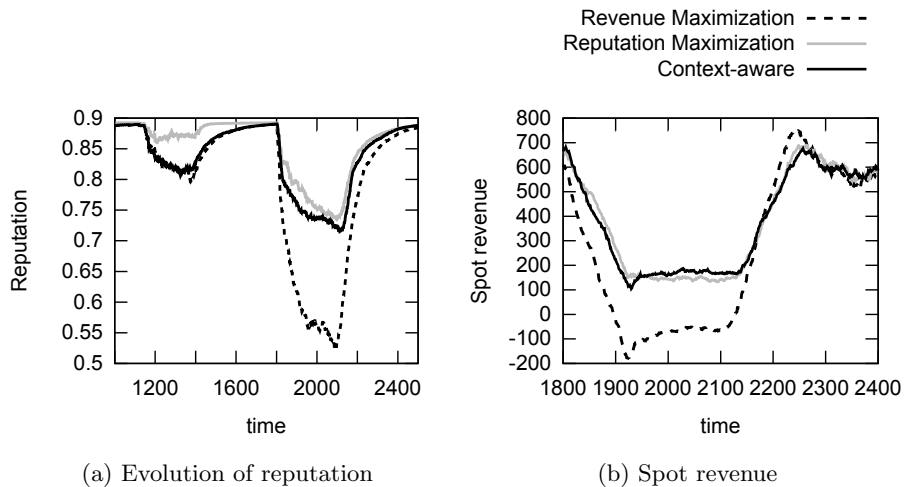 Revenue Maximization
Reputation Maximization
Context-aware
Reputation
0.9
0.85
0.8
0.75
0.7
0.65
0.6
0.55
0.5
1200 1600 2000 2400
time
(a) Evolution of reputation
Spot revenue
800
700
600
500
400
300
200
100
0
-100
-200
1800 1900 2000 2100 2200 2300 2400
time
(b) Spot revenue